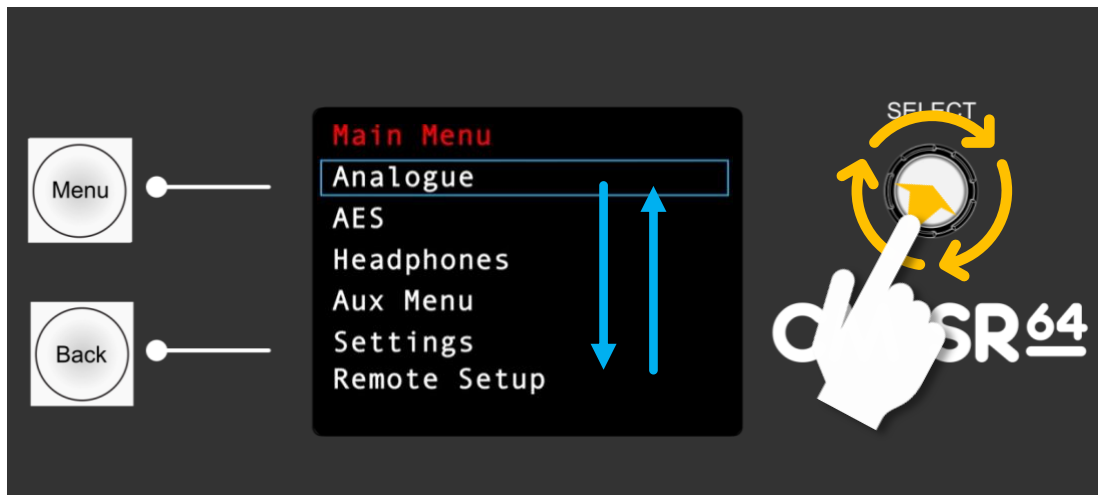 Menu
Back
Main Menu
Analogue
AES
Headphones
Aux Menu
Settings
Remote Setup
SELECT
SR64